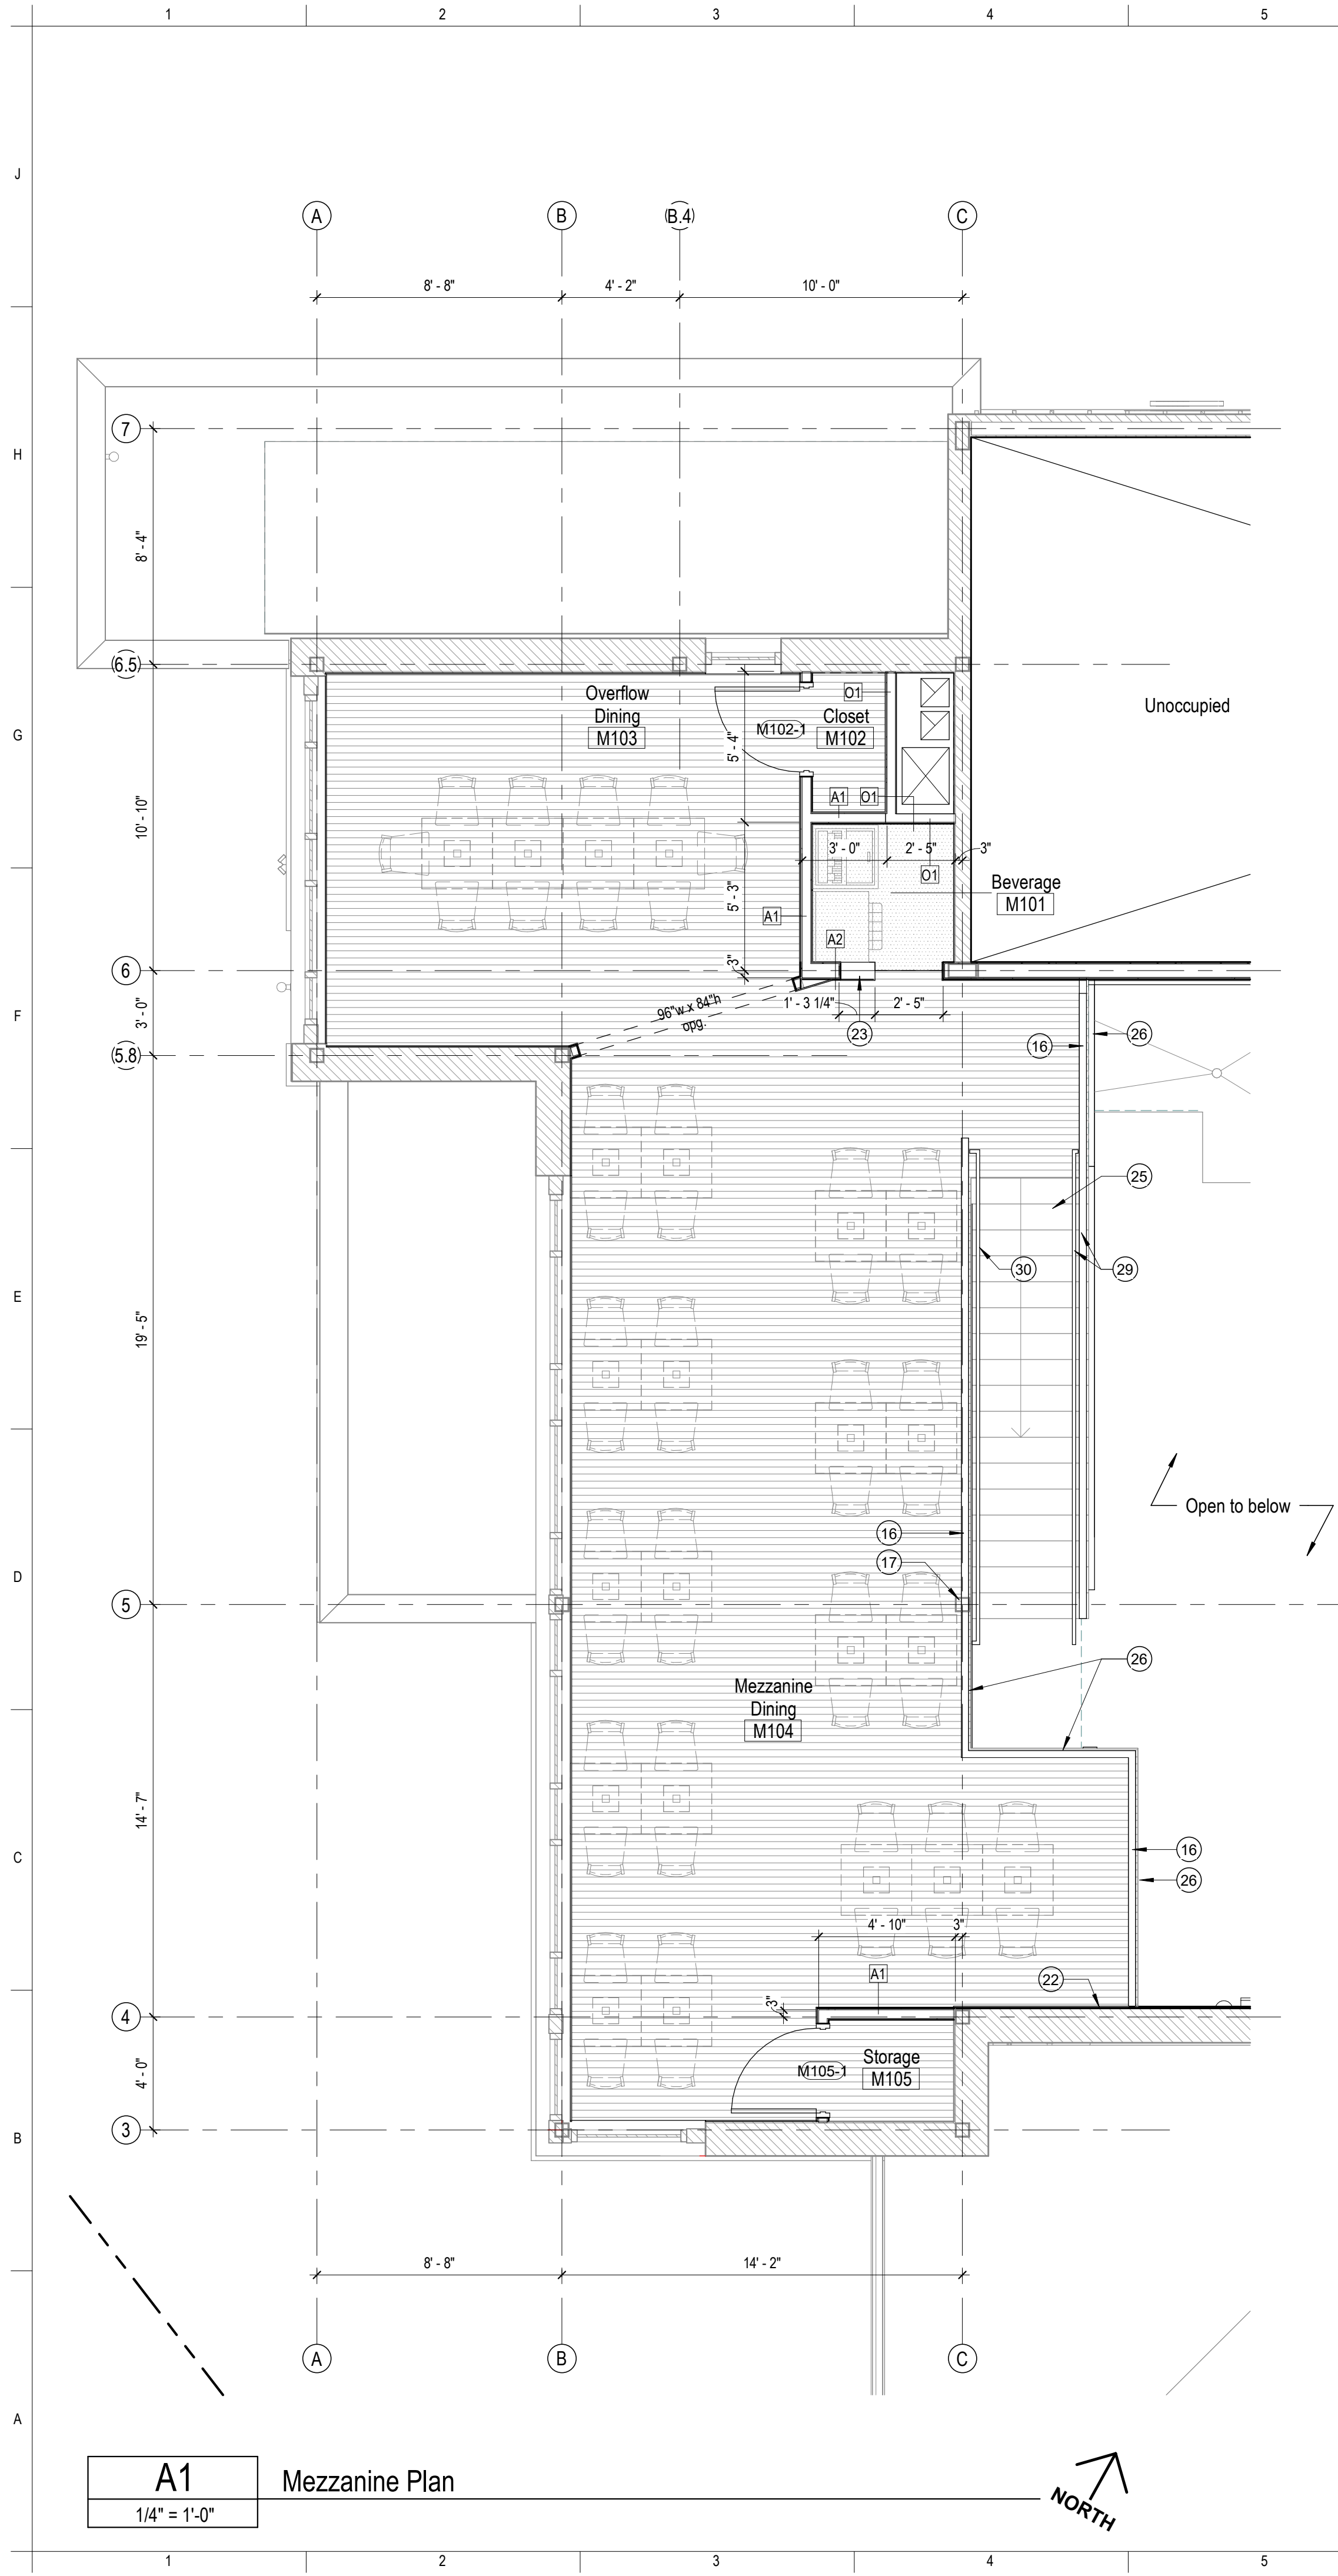 1 2 3 4 5
J
A B (B.4) C
8' - 8" 4' - 2" 10' - 0"
7
H
8' - 4"
(6.5)
Overflow
Dining
M103
O1
Closet
M102
M102-1
Unoccupied
G
5' - 4"
10' - 10"
A1 O1
3' - 0" 2' - 5" 3"
O1
Beverage
M101
5' - 3"
A1
A2
3"
6
96"w x 84"h
opg.
1' - 3 1/4" 2' - 5"
F
3' - 0"
23
26
16
(5.8)
25
30
29
E
19' - 5"
16
Open to below
17
D
5
26
Mezzanine
Dining
M104
14' - 7"
C
16
26
4' - 10" 3"
A1
22
3"
4
Storage
M105
M105-1
4' - 0"
3
B
8' - 8" 14' - 2"
A B C
A
A1
Mezzanine Plan
1/4" = 1'-0"
NORTH
1 2 3 4 5